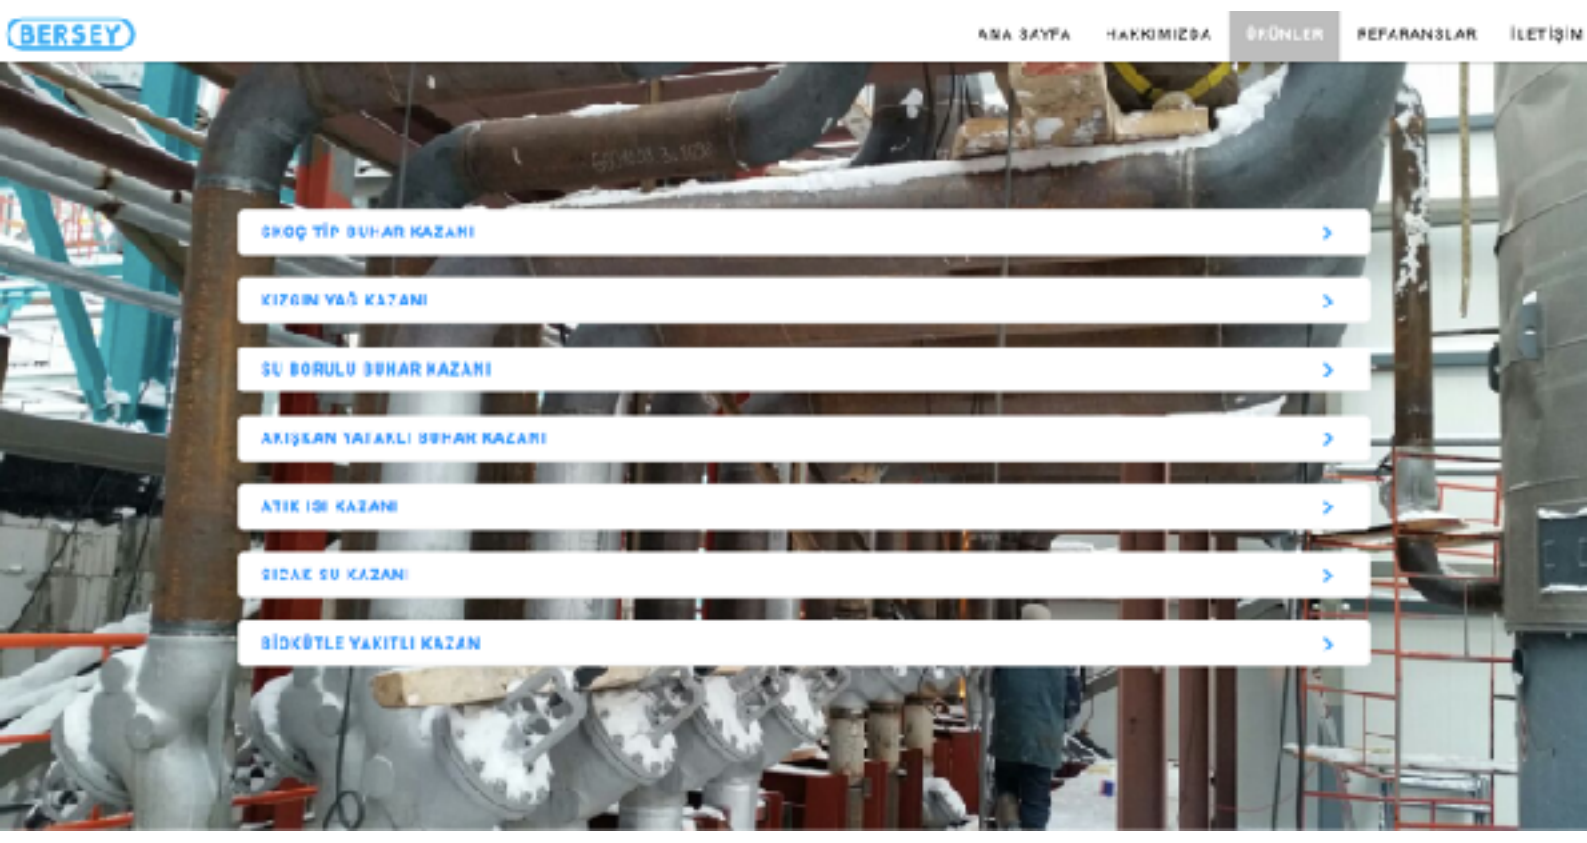 BERSEY
ANA SAYFA HAKKIMIZDA ÜRÜNLER REFARANSLAR İLETİŞİM
SKOÇ TİP BUHAR KAZANI
KIZGIN YAĞ KAZANI
SU BORULU BUHAR KAZANI
AKIŞKAN YATAKLI BUHAR KAZANI
ATIK ISI KAZANI
SICAK SU KAZANI
BİOKÜTLE YAKITLI KAZAN